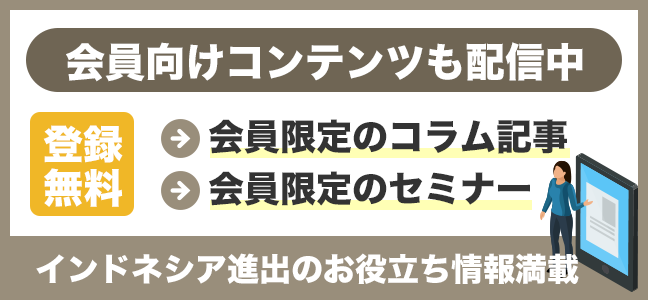 会員向けコンテンツも配信中
登録
無料
会員限定のコラム記事
会員限定のセミナー
インドネシア進出のお役立ち情報満載